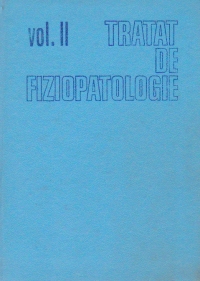 vol. II TRATAT
DE
FIZIOPATOLOGIE